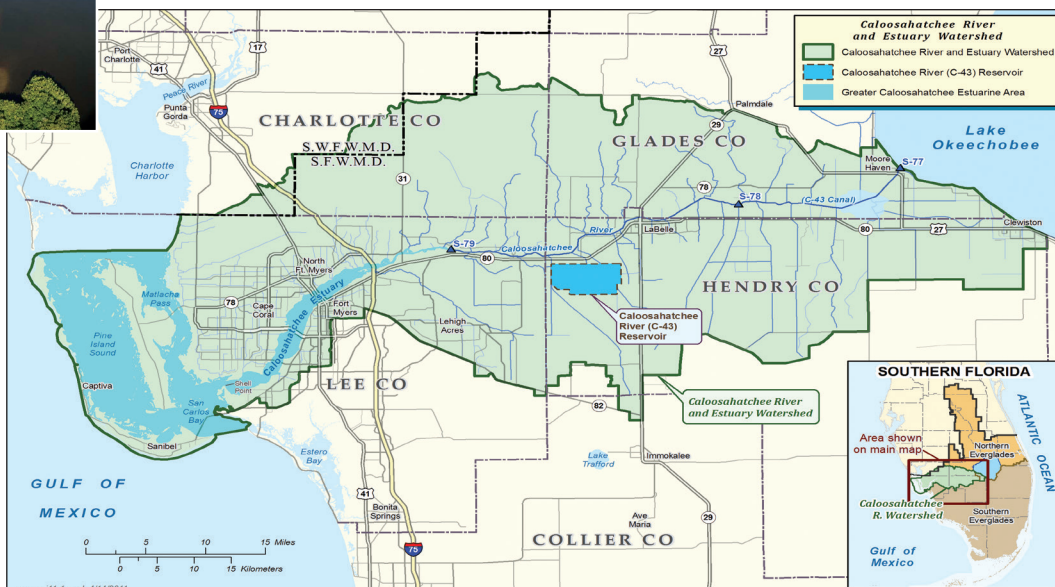 Caloosahatchee River
and Estuary Watershed
Caloosahatchee River and Estuary Watershed
Caloosahatchee River (C-43) Reservoir
Greater Caloosahatchee Estuarine Area
Port
Charlotte
41
17
27
Peace River
Punta
Gorda
75
CHARLOTTE CO
S.W.F.W.M.D.
S.F.W.M.D.
Palmdale
29
GLADES CO
Lake
Okeechobee
Moore
Haven
S-77
Charlotte
Harbor
31
78
S-78
(C-43 Canal)
LaBelle
Clewiston
80
27
S-79
Caloosahatchee
River
80
North
Ft. Myers
Matlacha
Pass
78
Cape
Coral
Fort
Myers
Caloosahatchee Estuary
HENDRY CO
Caloosahatchee
River (C-43)
Reservoir
Lehigh
Acres
Pine
Island
Sound
Captiva
Shell
Point
LEE CO
San
Carlos
Bay
Sanibel
82
Caloosahatchee River
and Estuary Watershed
Estero
Bay
Lake
Trafford
Immokalee
GULF OF
MEXICO
41
Bonita
Springs
Ave
Maria
29
75
COLLIER CO
0 5 10 15 Miles
0 5 10 15 Kilometers
SOUTHERN FLORIDA
Area shown
on main map
Northern
Everglades
ATLANTIC OCEAN
Caloosahatchee
R. Watershed
Southern
Everglades
Gulf of
Mexico